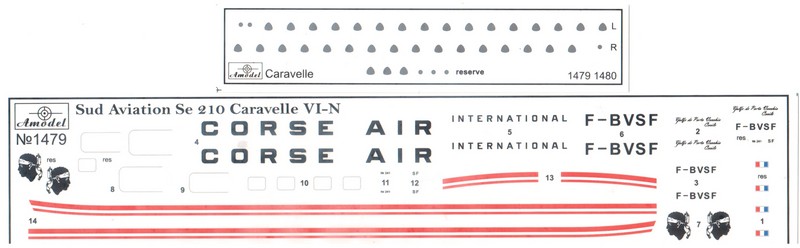 L
R
Amodel Caravelle reserve 1479 1480
Amodel
Sud Aviation Se 210 Caravelle VI-N
№1479
res
8
9
4
CORSE AIR
CORSE AIR
10
11
12
SF
SF
INTERNATIONAL
5
INTERNATIONAL
F-BVSF
6
F-BVSF
2
F-BVSF
res
F-BVSF
3
F-BVSF
res
13
14
7
1